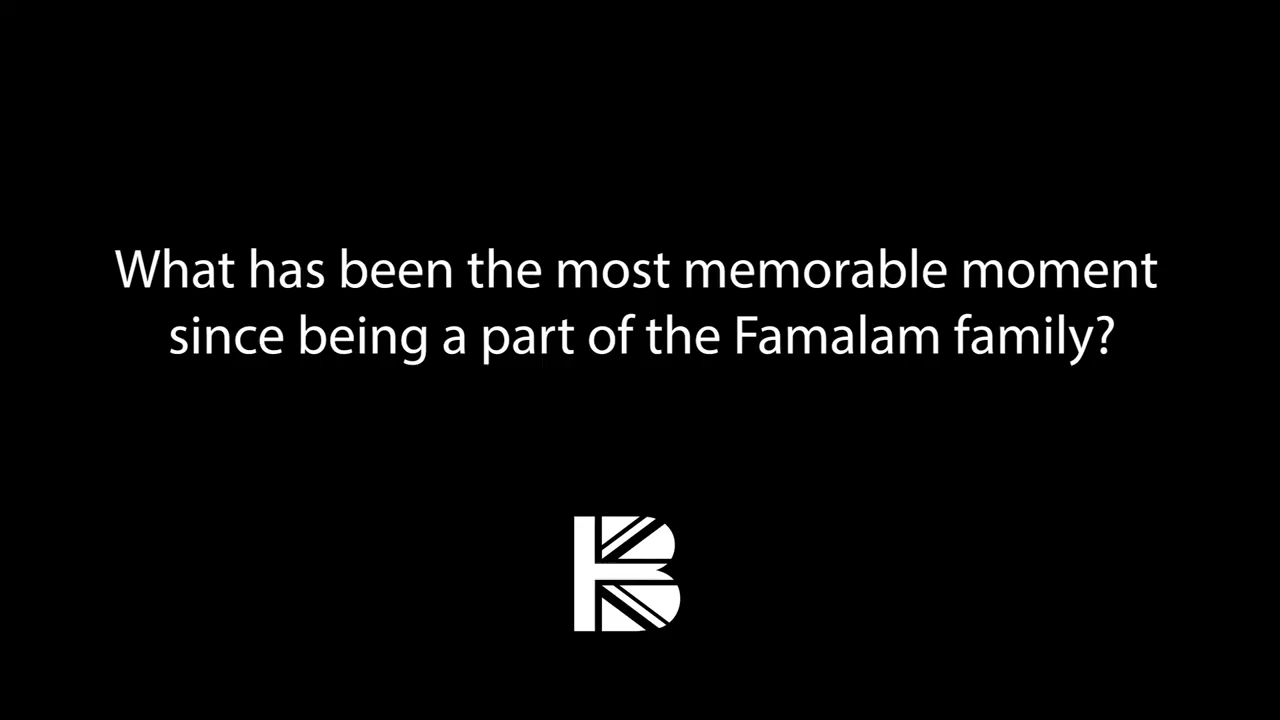 What has been the most memorable moment
since being a part of the Famalam family?
B